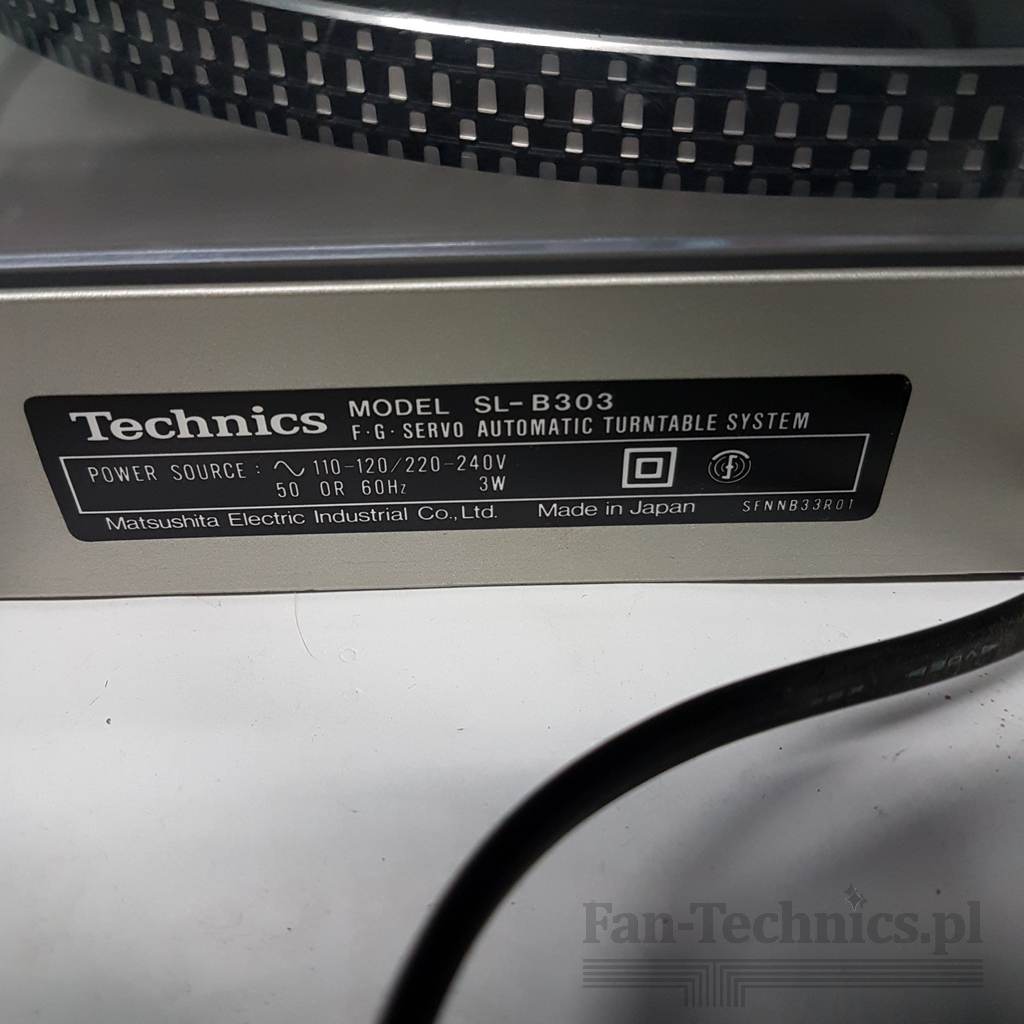 Technics MODEL SL-B303
F·G· SERVO AUTOMATIC TURNTABLE SYSTEM
POWER SOURCE : ∿ 110-120/220-240V
50 OR 60Hz 3W
Matsushita Electric Industrial Co., Ltd. Made in Japan SFNNB33R01
Fan-Technics.pl